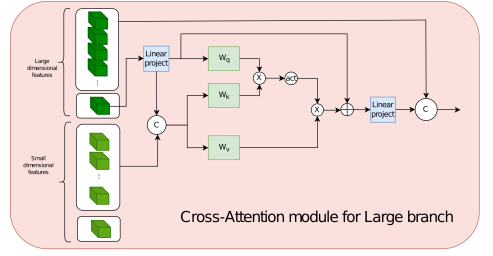 Large
dimensional
features
Linear
project
Wq
X
act
Wk
X
Linear
project
C
C
Small
dimensional
features
Wv
Cross-Attention module for Large branch